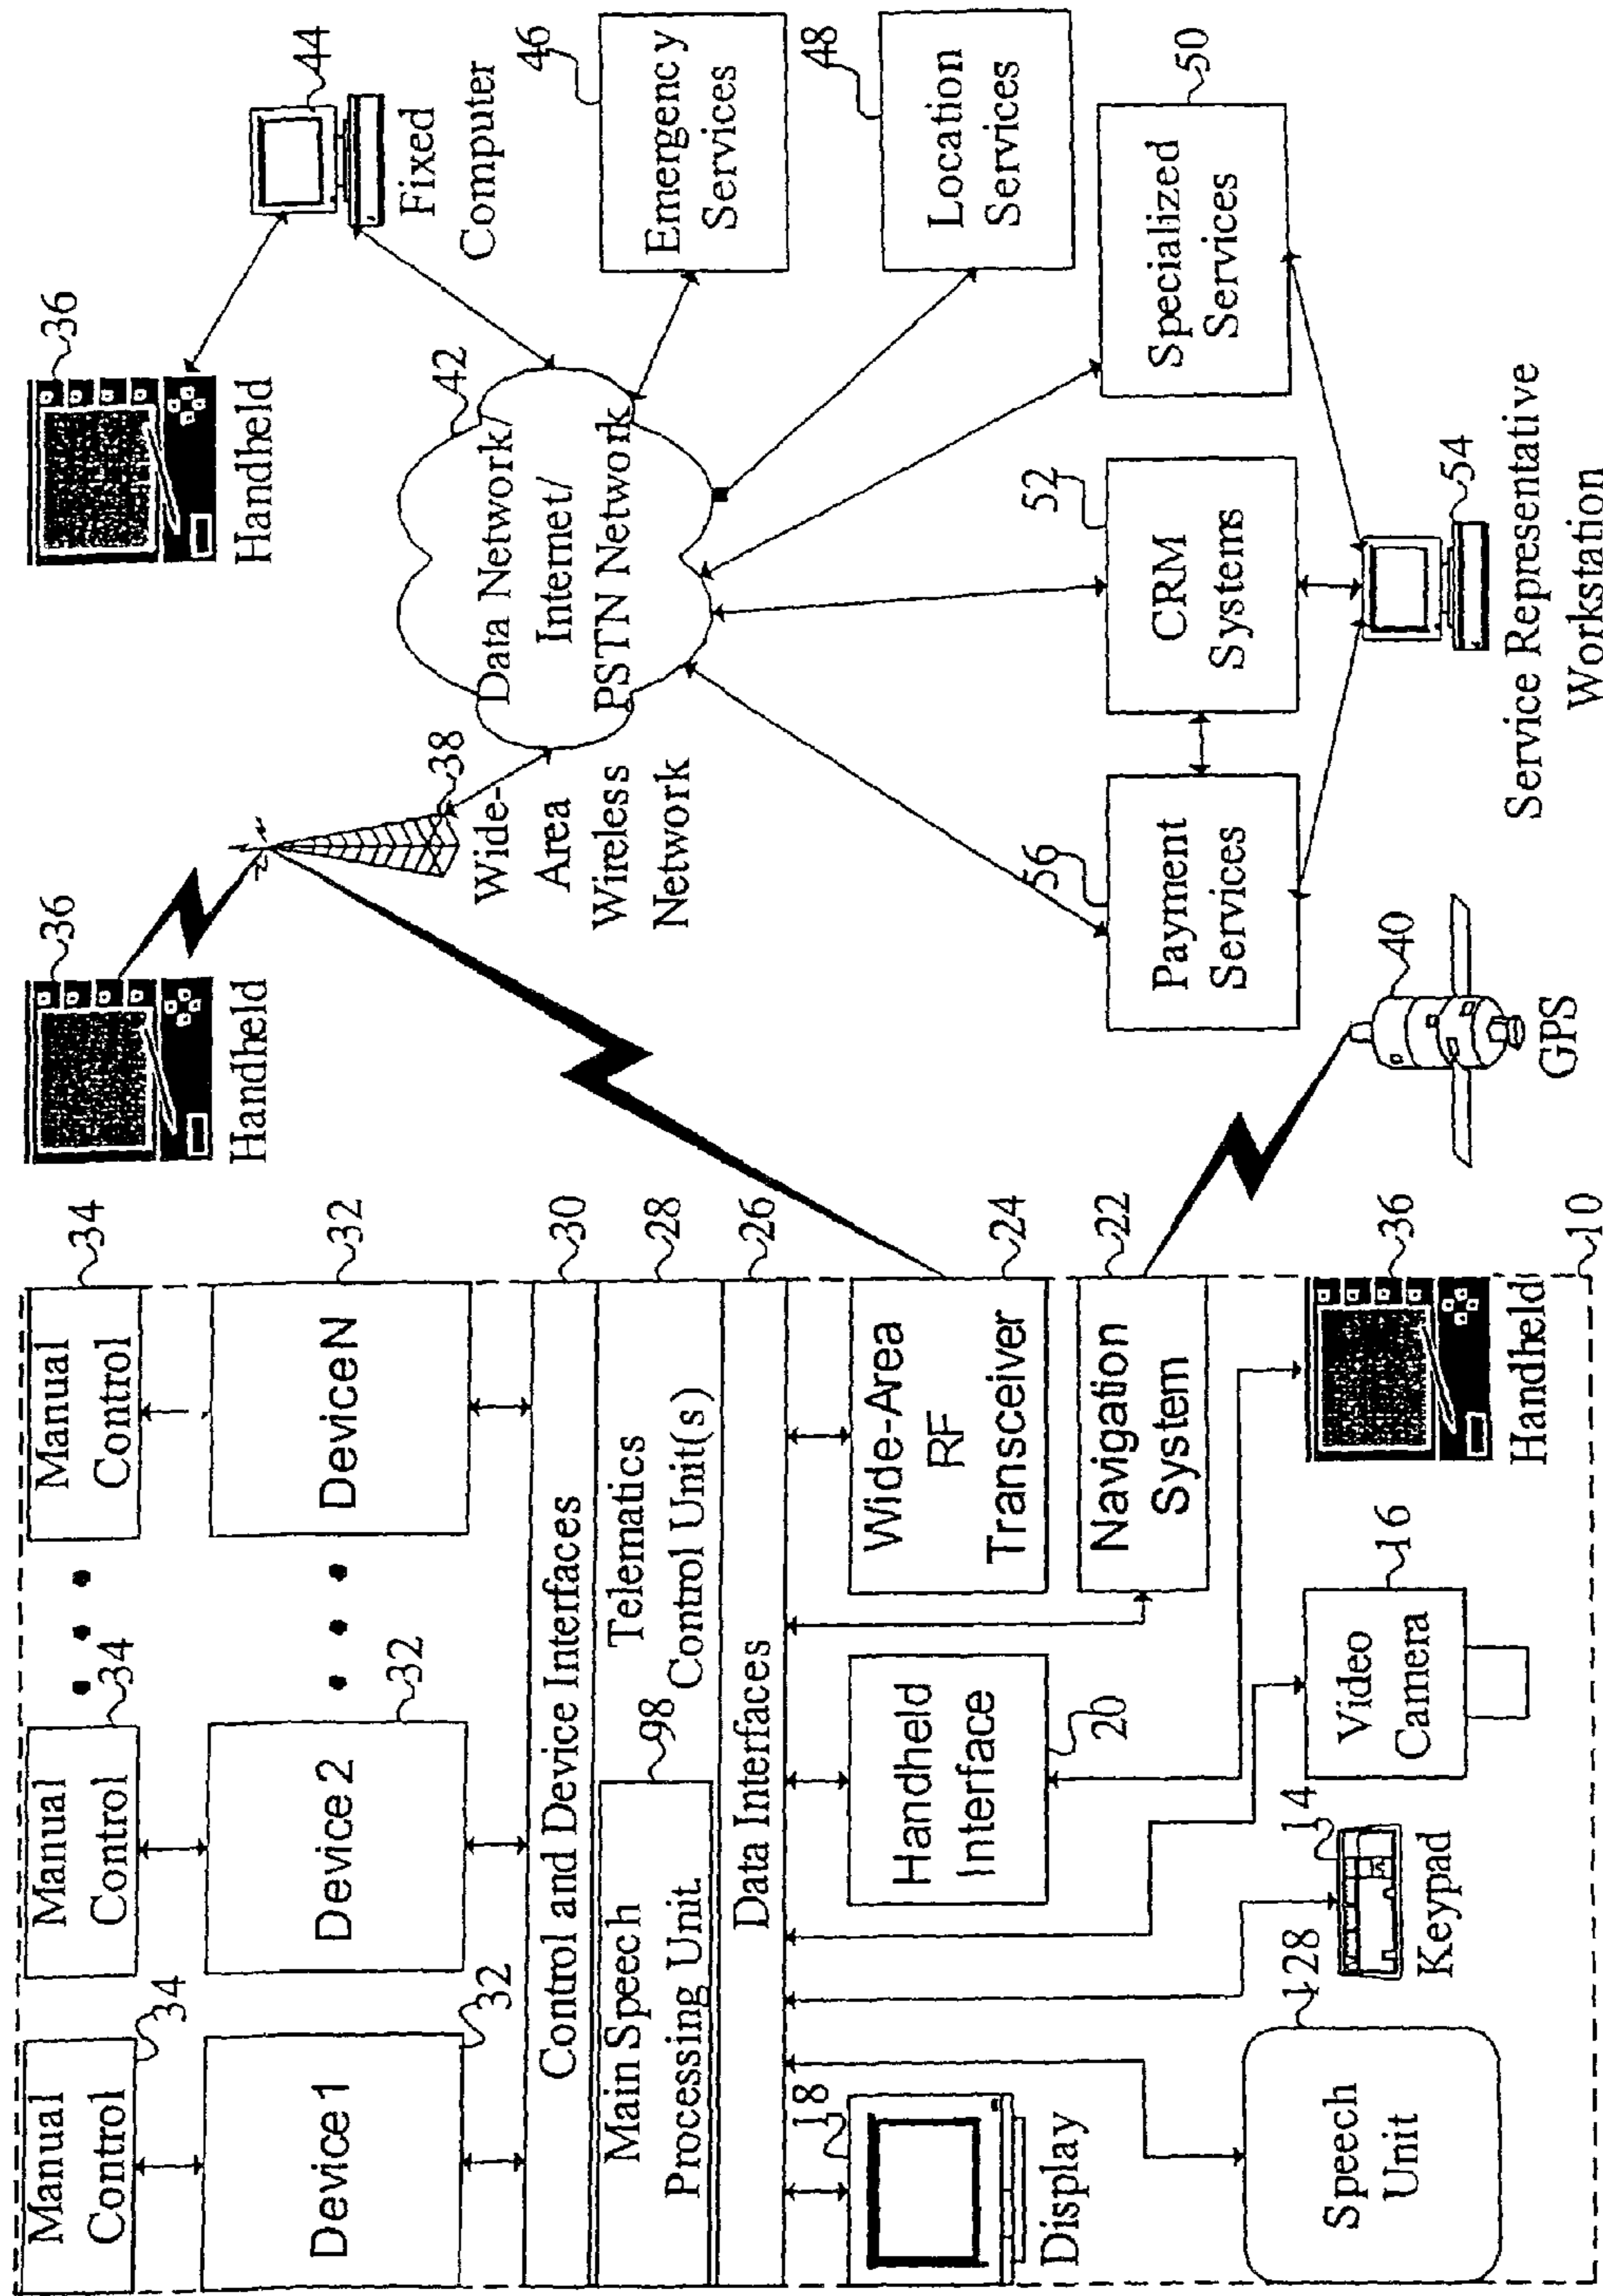 Manual
Control
34
Manual
Control
34
Manual
Control
34
Device1
32
Device2
32
DeviceN
32
Control and Device Interfaces
30
Main Speech
Processing Unit.
98
Telematics
Control Unit(s)
28
Data Interfaces
26
18
Display
Handheld
Interface
20
Wide-Area
RF
Transceiver
24
Navigation
System
22
Speech
Unit
128
14
Keypad
Video
Camera
16
36
Handheld
10
36
Handheld
36
Handheld
44
Fixed
Computer
38
Wide-
Area
Wireless
Network
42
Data Network/
Internet/
PSTN Network
46
Emergency
Services
48
Location
Services
50
Specialized
Services
52
CRM
Systems
56
Payment
Services
54
Service Representative
Workstation
40
GPS